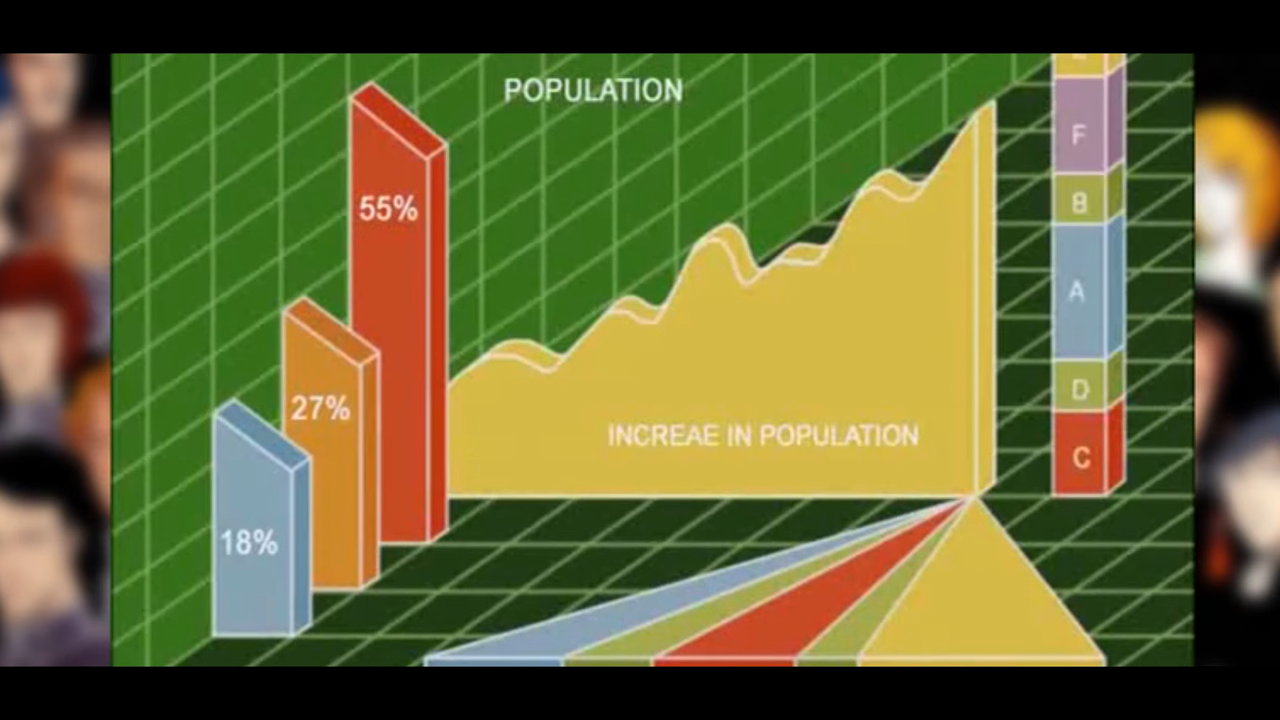 POPULATION
55%
27%
18%
INCREAE IN POPULATION
F
B
A
D
C